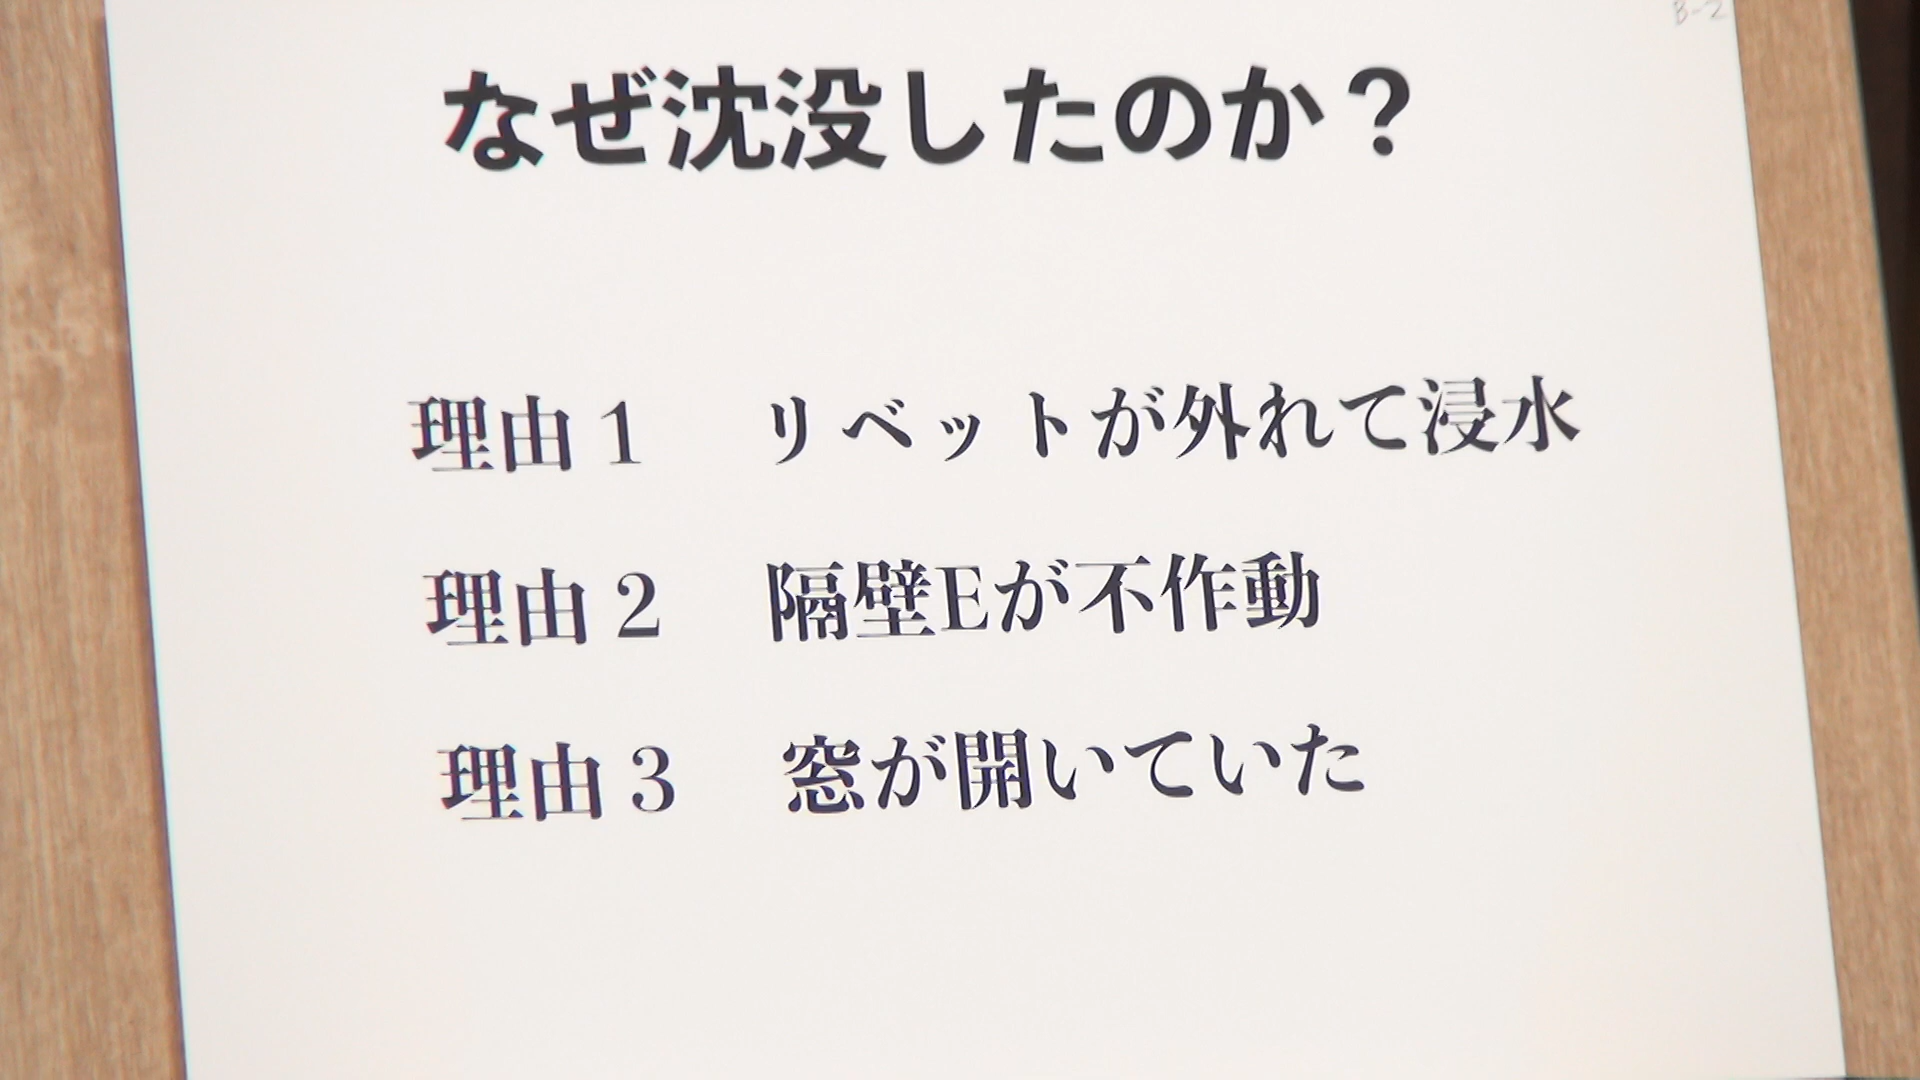 B-2
なぜ沈没したのか？
理由１　リベットが外れて浸水
理由２　隔壁Eが不作動
理由３　窓が開いていた